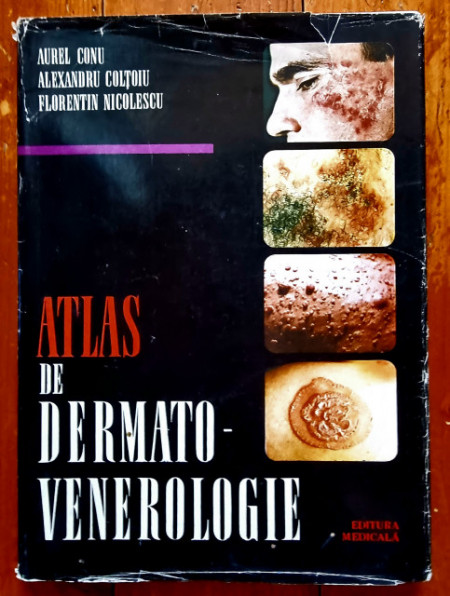 AUREL CONU
ALEXANDRU COLȚOIU
FLORENTIN NICOLESCU
ATLAS
DE
DERMATO-
VENEROLOGIE
EDITURA
MEDICALĂ